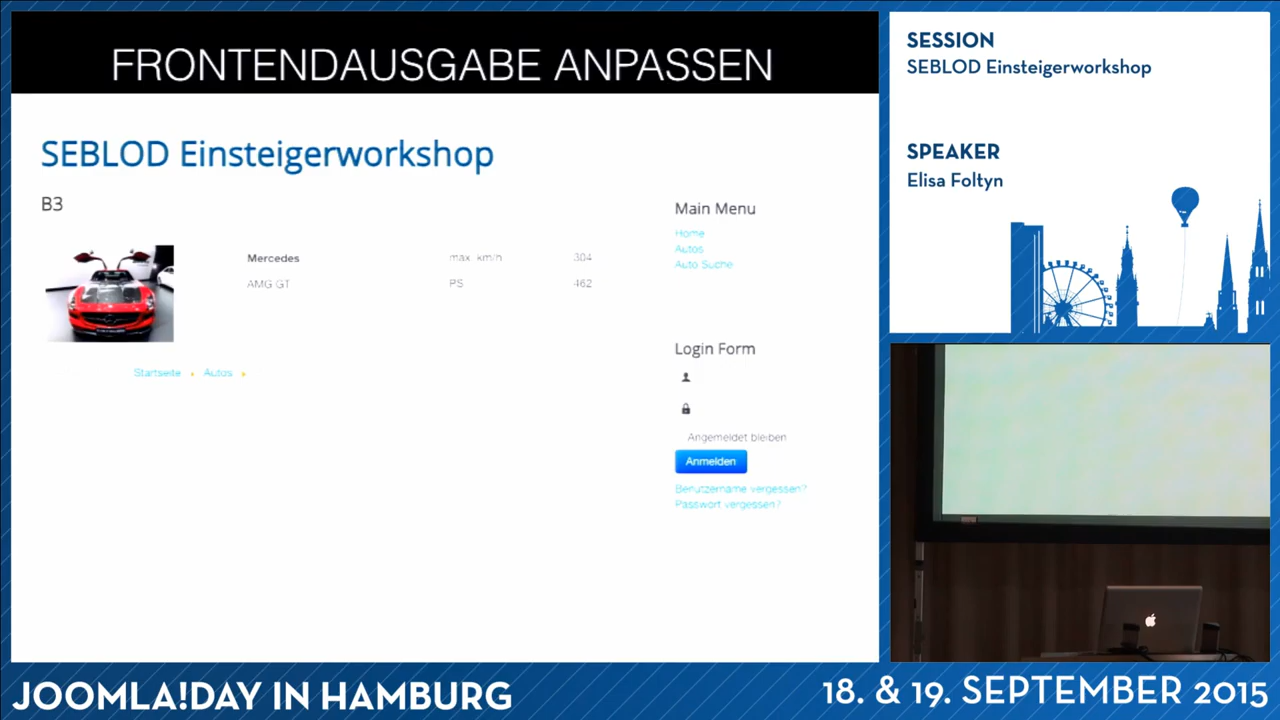 FRONTENDAUSGABE ANPASSEN
SEBLOD Einsteigerworkshop
B3
Mercedes
max. km/h
304
AMG GT
PS
462
Startseite
Autos
Main Menu
Home
Autos
Auto Suche
Login Form
Angemeldet bleiben
Anmelden
Benutzername vergessen?
Passwort vergessen?
SESSION
SEBLOD Einsteigerworkshop
SPEAKER
Elisa Foltyn
JOOMLA!DAY IN HAMBURG
18. & 19. SEPTEMBER 2015